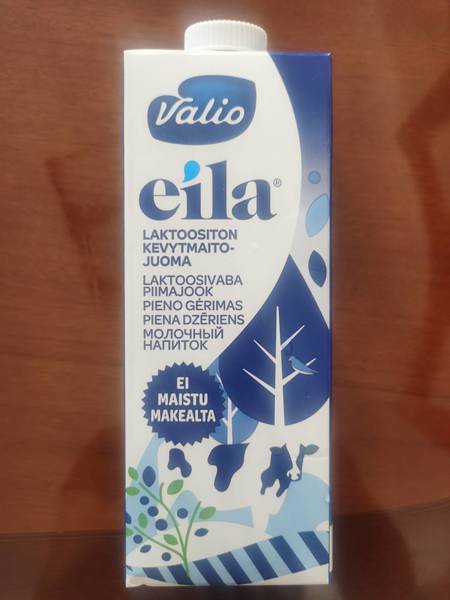 Valio
eila®
LAKTOOSITON
KEVYTMAITO-
JUOMA
LAKTOOSIVABA
PIIMAJOOK
PIENO GĖRIMAS
PIENA DZĒRIENS
МОЛОЧНЫЙ
НАПИТОК
EI
MAISTU
MAKEALTA